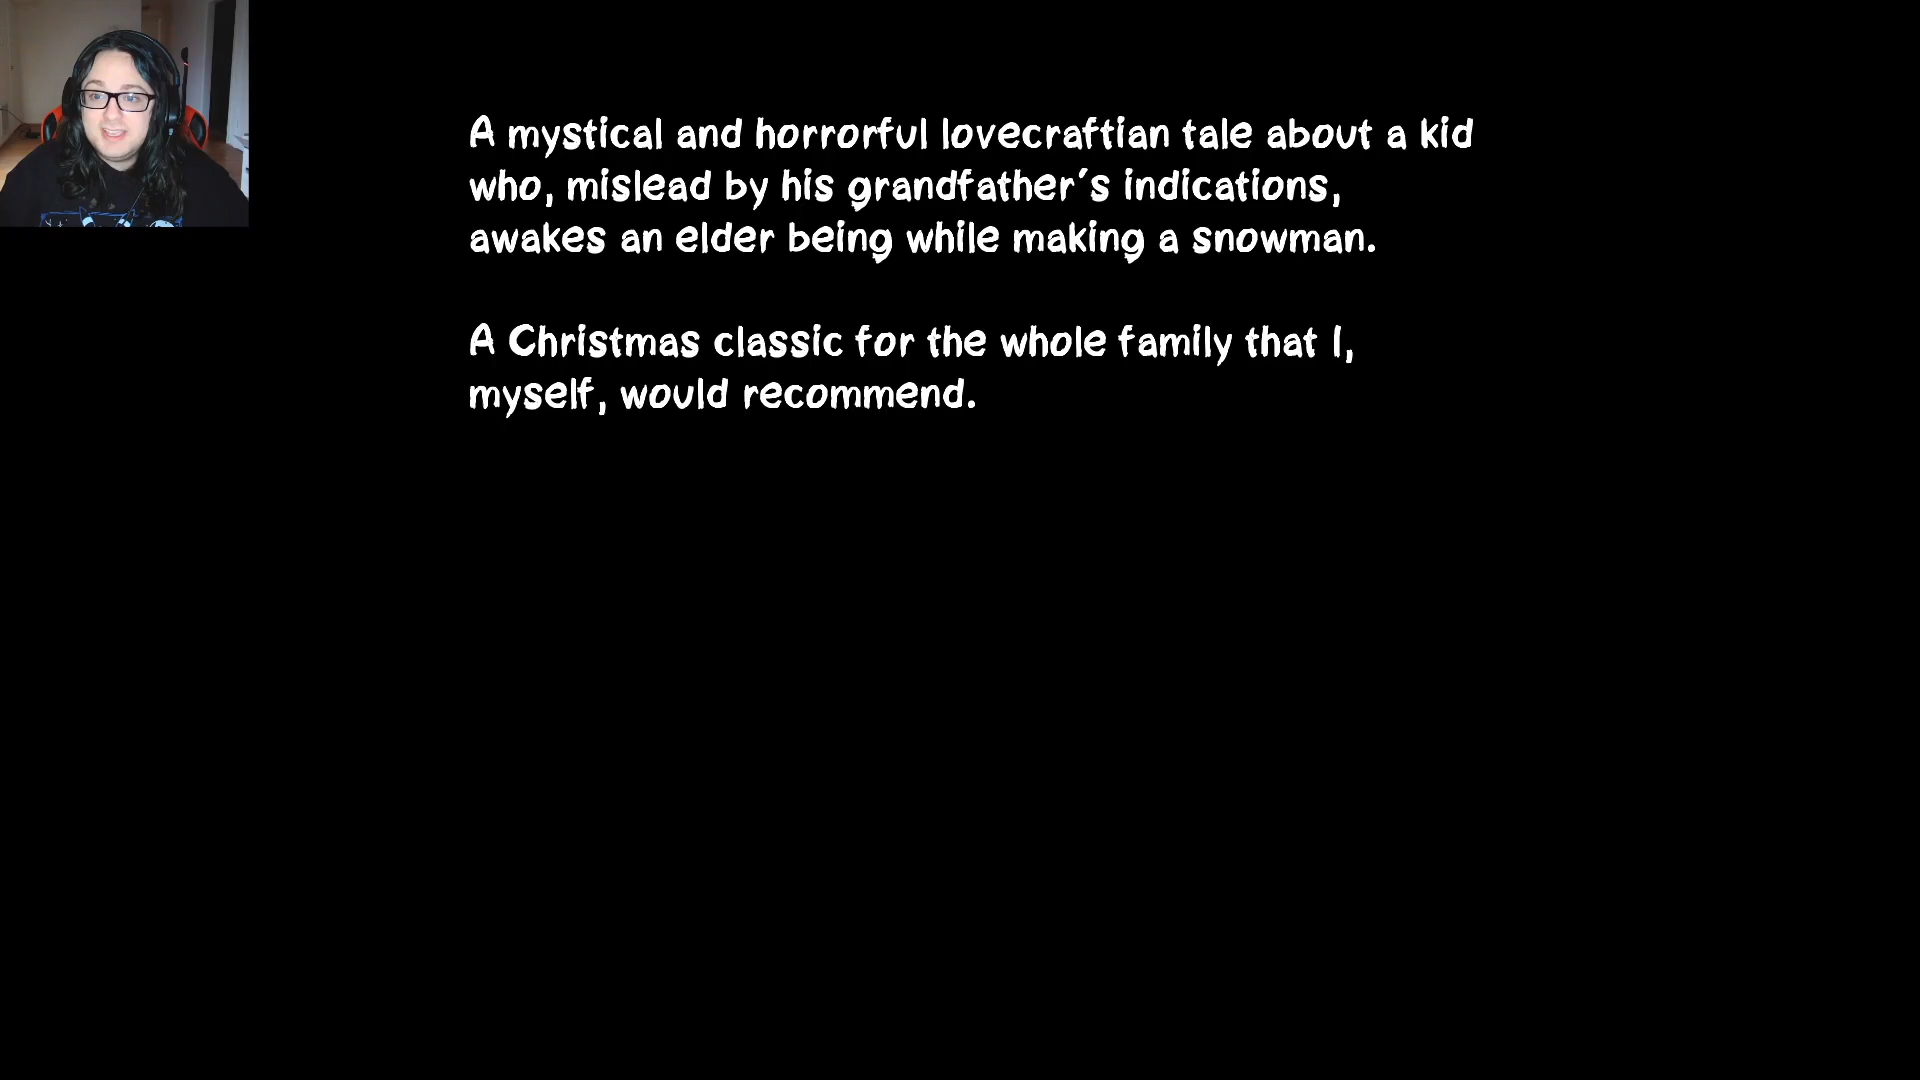 A mystical and horrorful lovecraftian tale about a kid
who, mislead by his grandfather's indications,
awakes an elder being while making a snowman.
A Christmas classic for the whole family that I,
myself, would recommend.